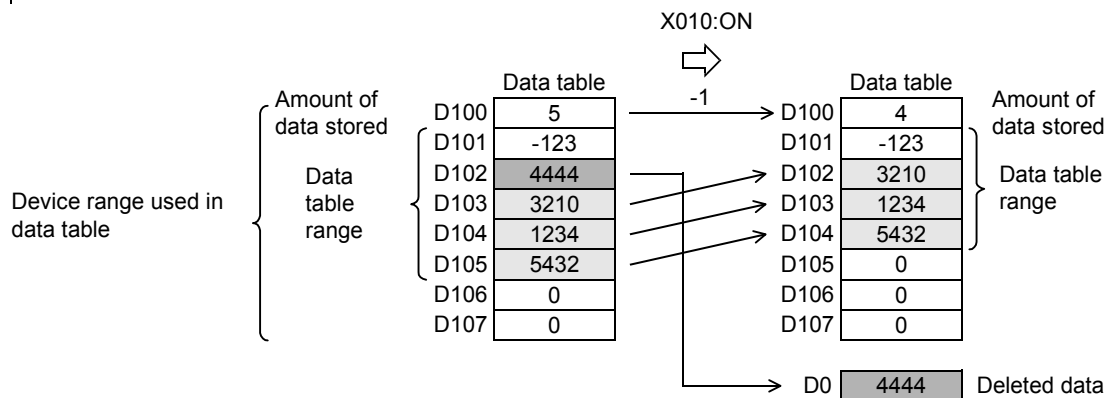 X010:ON
Data table
-1
Data table
Amount of
data stored
D100 5
D100 4
Amount of
data stored
D101 -123
D101 -123
Device range used in
data table
Data
table
range
D102 4444
D102 3210
Data table
range
D103 3210
D103 1234
D104 1234
D104 5432
D105 5432
D105 0
D106 0
D106 0
D107 0
D107 0
D0 4444 Deleted data